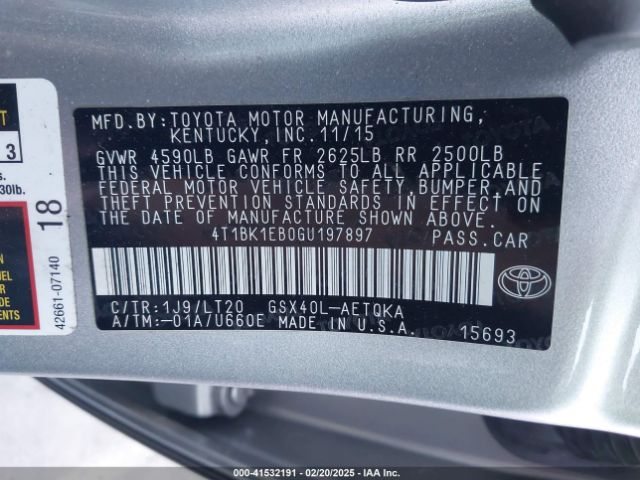 MFD.BY:TOYOTA MOTOR MANUFACTURING,
KENTUCKY,INC.11/15
GVWR 4590LB GAWR FR 2625LB RR 2500LB
THIS VEHICLE CONFORMS TO ALL APPLICABLE
FEDERAL MOTOR VEHICLE SAFETY,BUMPER,AND
THEFT PREVENTION STANDARDS IN EFFECT ON
THE DATE OF MANUFACTURE SHOWN ABOVE.
4T1BK1EB0GU197897 PASS.CAR
TOYOTA
C/TR:1J9/LT20 GSX40L-AETQKA
A/TM:-01A/U660E MADE IN U.S.A. 15693
3
30lb.
18
42661-07140
000-41532191 - 02/20/2025 - IAA